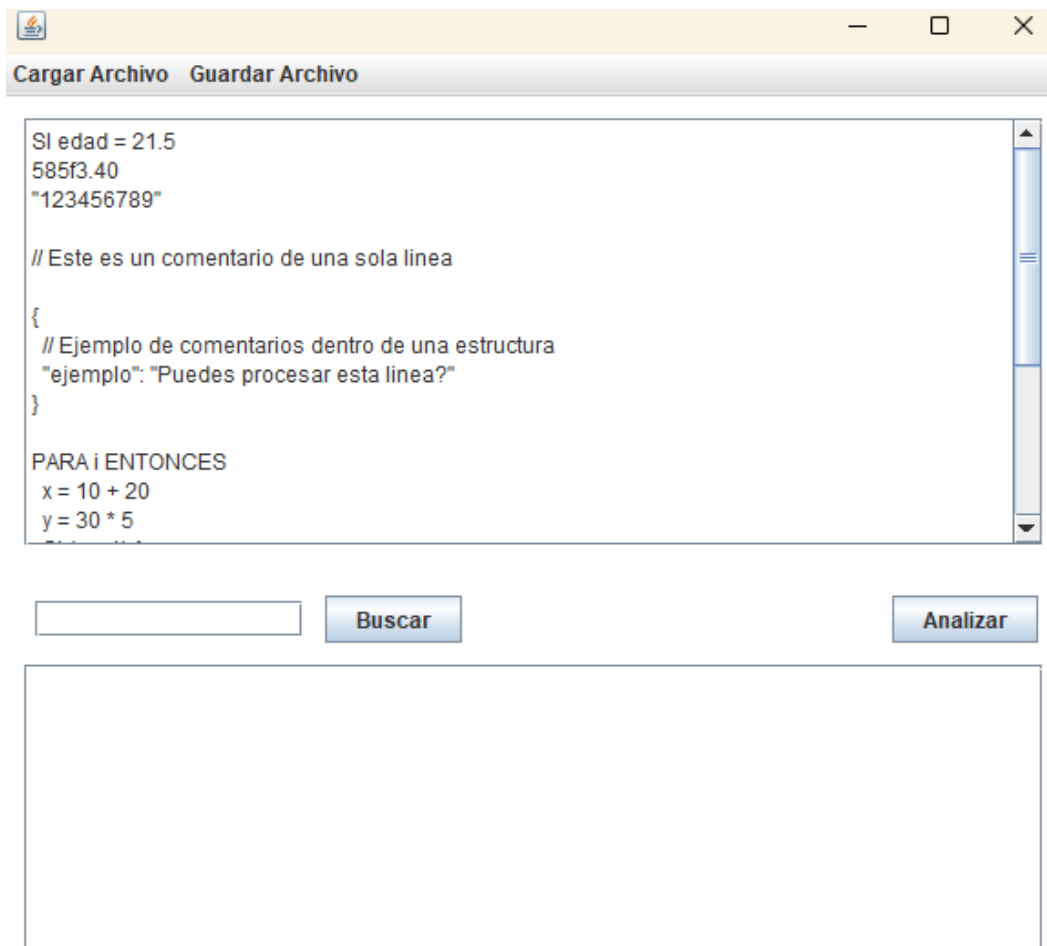 Cargar Archivo Guardar Archivo
SI edad = 21.5
585f3.40
"123456789"
// Este es un comentario de una sola linea
{
// Ejemplo de comentarios dentro de una estructura
"ejemplo": "Puedes procesar esta linea?"
}
PARA i ENTONCES
x = 10 + 20
y = 30 * 5
Buscar
Analizar